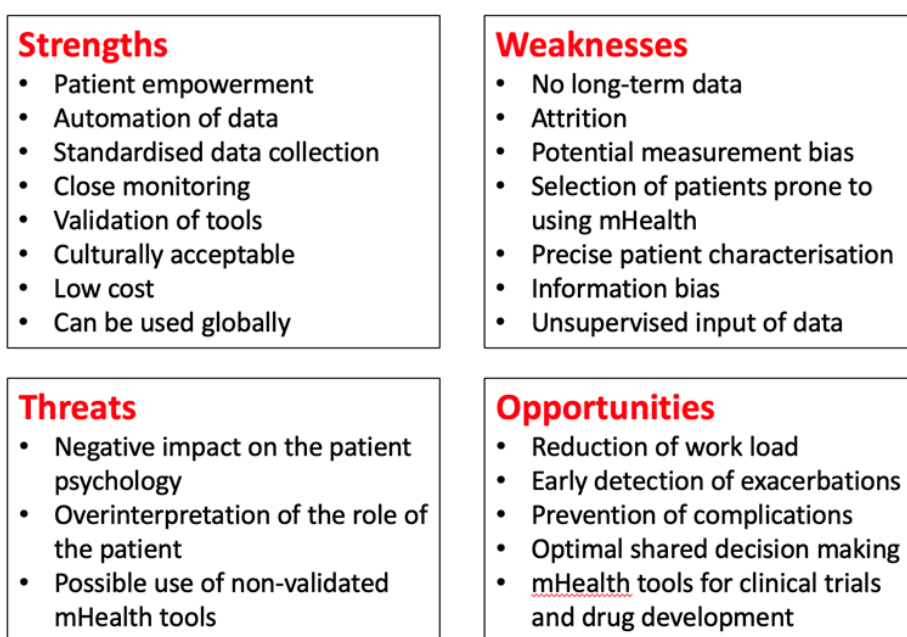 Strengths
• Patient empowerment
• Automation of data
• Standardised data collection
• Close monitoring
• Validation of tools
• Culturally acceptable
• Low cost
• Can be used globally
Weaknesses
• No long-term data
• Attrition
• Potential measurement bias
• Selection of patients prone to
using mHealth
• Precise patient characterisation
• Information bias
• Unsupervised input of data
Threats
• Negative impact on the patient
psychology
• Overinterpretation of the role of
the patient
• Possible use of non-validated
mHealth tools
Opportunities
• Reduction of work load
• Early detection of exacerbations
• Prevention of complications
• Optimal shared decision making
• mHealth tools for clinical trials
and drug development